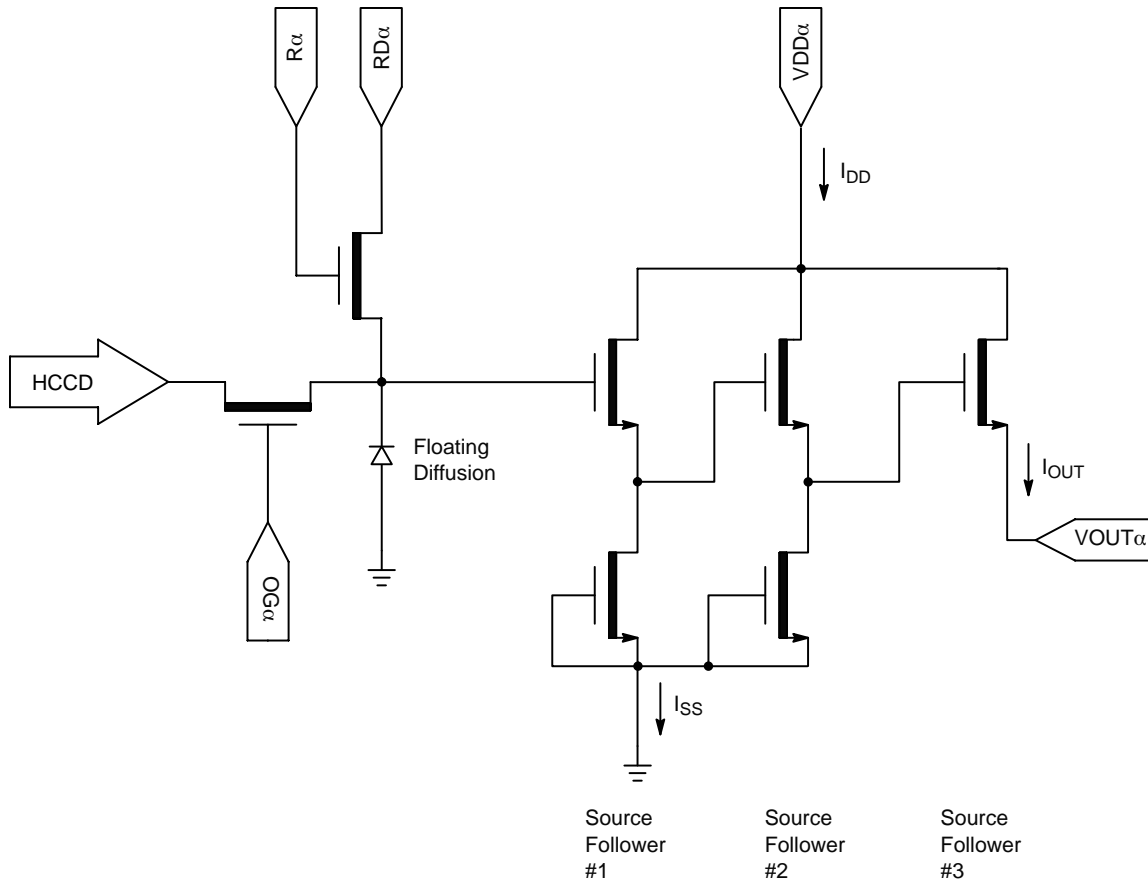 Rα
RDα
VDDα
IDD
HCCD
Floating
Diffusion
IOUT
VOUTα
OGα
ISS
Source
Follower
#1
Source
Follower
#2
Source
Follower
#3